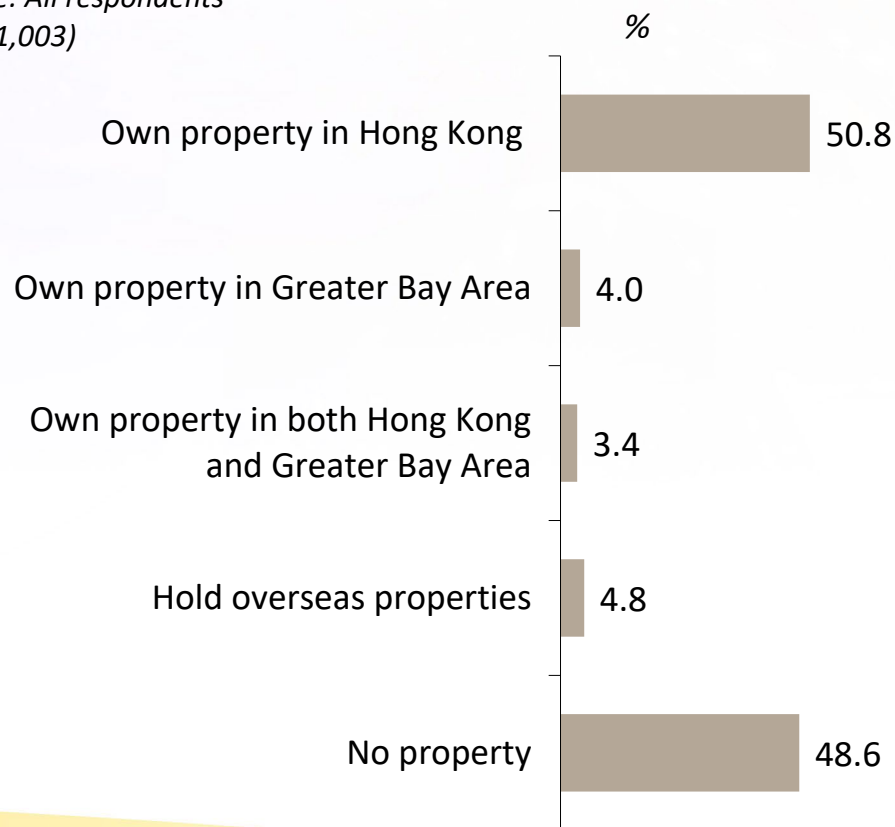 All respondents
1,003)
%
Own property in Hong Kong
50.8
Own property in Greater Bay Area
4.0
Own property in both Hong Kong
and Greater Bay Area
3.4
Hold overseas properties
4.8
No property
48.6